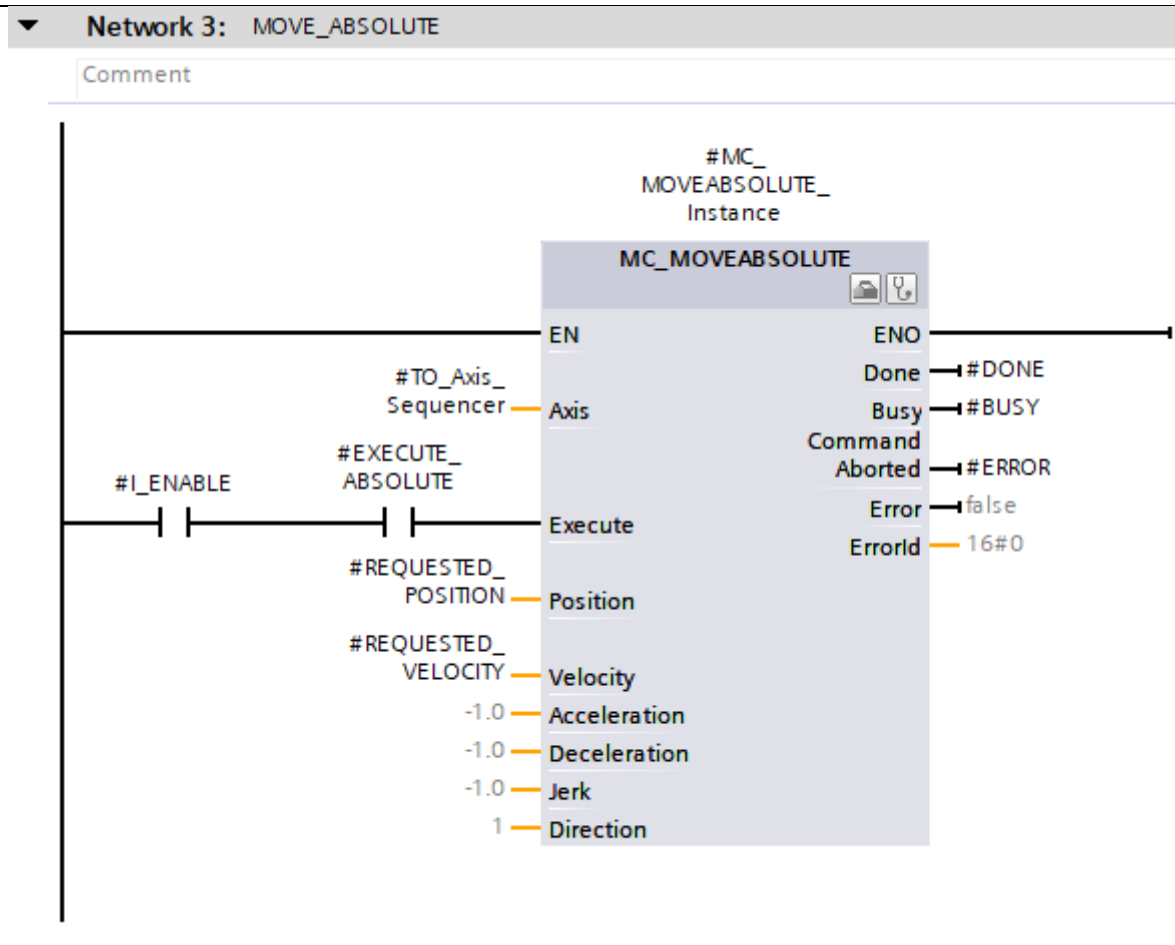 Network 3: MOVE_ABSOLUTE
Comment
#MC_
MOVEABSOLUTE_
Instance
MC_MOVEABSOLUTE
EN
ENO
#TO_Axis_
Sequencer
Axis
Done
#DONE
Busy
#BUSY
Command
Aborted
#ERROR
#I_ENABLE
#EXECUTE_
ABSOLUTE
Execute
Error
false
ErrorId
16#0
#REQUESTED_
POSITION
Position
#REQUESTED_
VELOCITY
Velocity
-1.0
Acceleration
-1.0
Deceleration
-1.0
Jerk
1
Direction